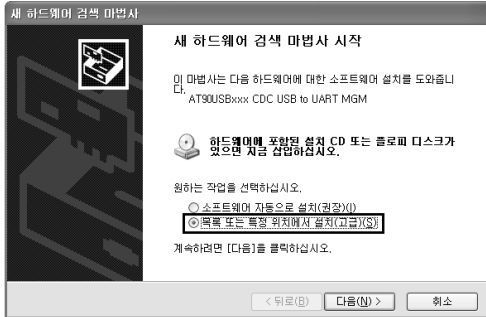 새 하드웨어 검색 마법사
새 하드웨어 검색 마법사 시작
이 마법사는 다음 하드웨어에 대한 소프트웨어 설치를 도와줍니
다.
AT90USBxxx CDC USB to UART MGM
하드웨어에 포함된 설치 CD 또는 플로피 디스크가
있으면 지금 삽입하십시오.
원하는 작업을 선택하십시오.
소프트웨어 자동으로 설치(권장)(I)
목록 또는 특정 위치에서 설치(고급)(S)
계속하려면 [다음]을 클릭하십시오.
< 뒤로(B) 다음(N) > 취소